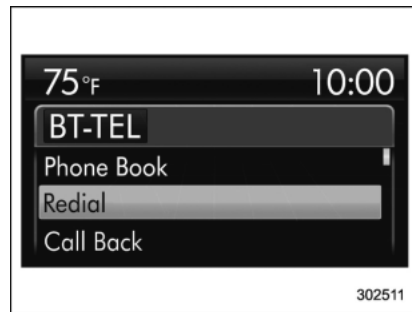 75°F 10:00
BT-TEL
Phone Book
Redial
Call Back
302511